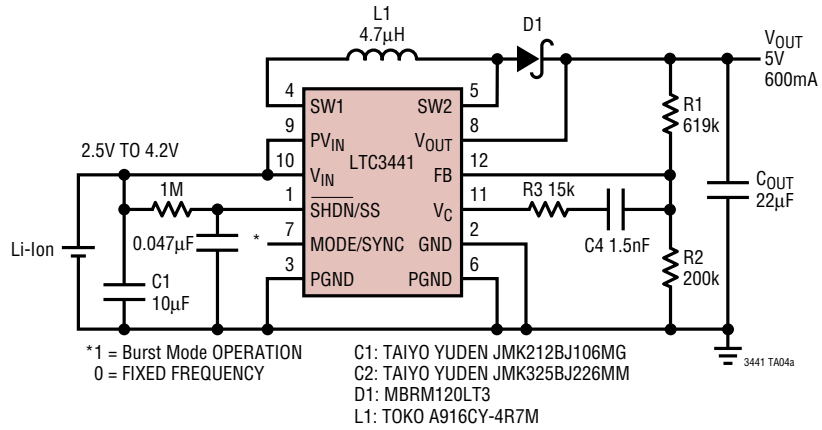 L1
4.7µH
D1
VOUT
5V
600mA
4
SW1
5
SW2
R1
619k
9
PVIN
8
VOUT
2.5V TO 4.2V
10
VIN
LTC3441
12
FB
1M
1
SHDN/SS
11
VC
R3 15k
COUT
22µF
Li-Ion
0.047µF
*
7
MODE/SYNC
2
GND
C4 1.5nF
C1
10µF
3
PGND
6
PGND
R2
200k
*1 = Burst Mode OPERATION
0 = FIXED FREQUENCY
C1: TAIYO YUDEN JMK212BJ106MG
C2: TAIYO YUDEN JMK325BJ226MM
D1: MBRM120LT3
L1: TOKO A916CY-4R7M
3441 TA04a